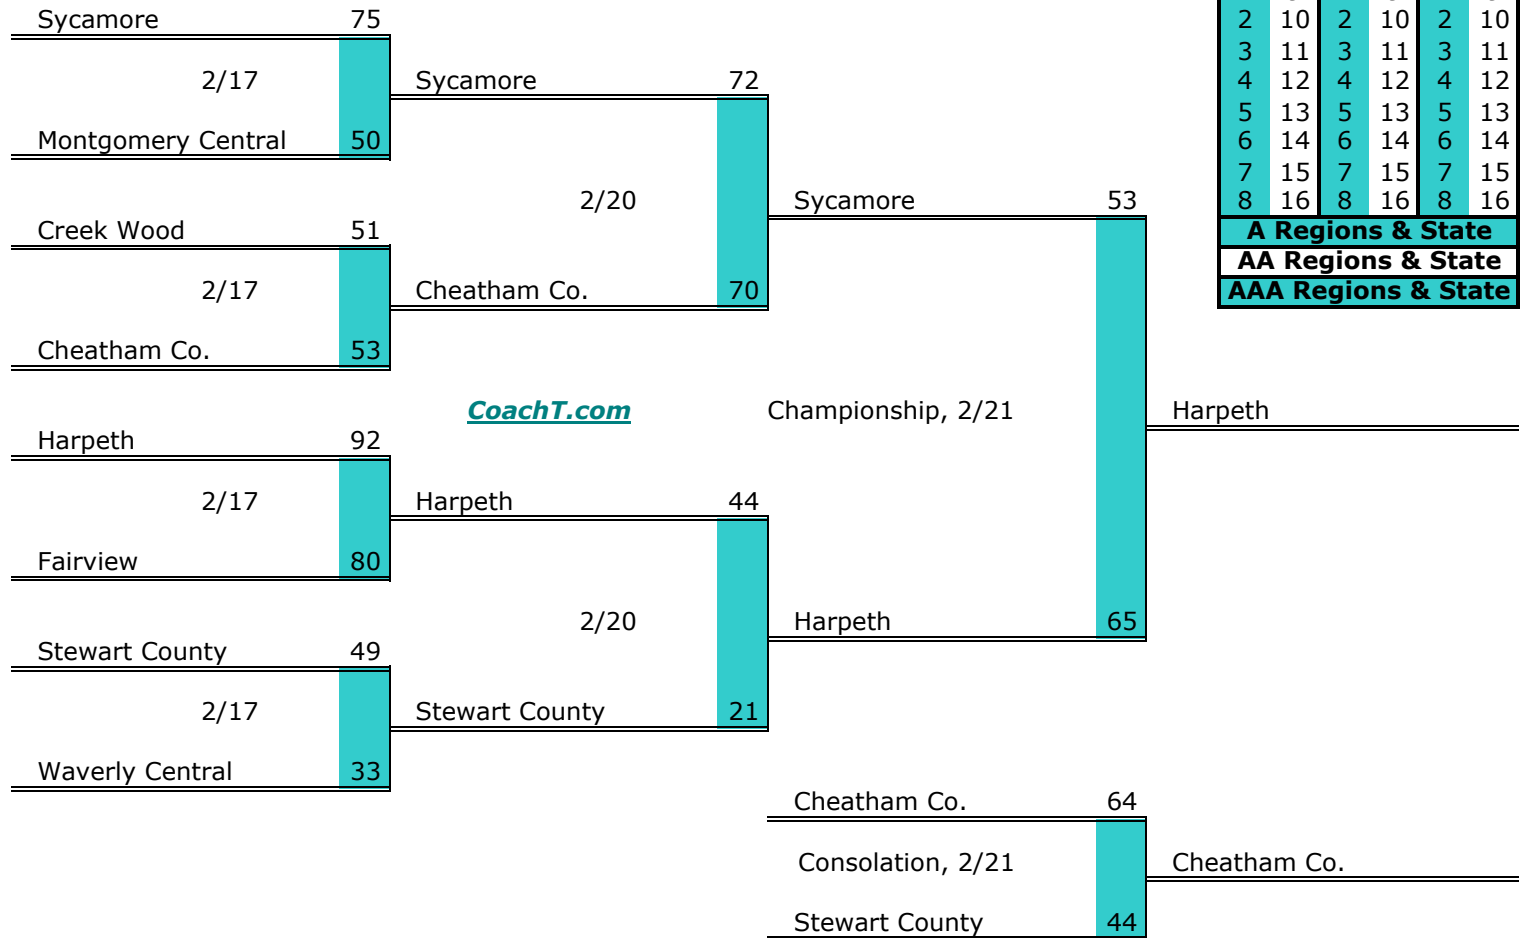 Sycamore 75
2 10 2 10 2 10
3 11 3 11 3 11
2/17 Sycamore 72 4 12 4 12 4 12
5 13 5 13 5 13
Montgomery Central 50 6 14 6 14 6 14
7 15 7 15 7 15
2/20 Sycamore 53 8 16 8 16 8 16
Creek Wood 51 A Regions & State
AA Regions & State
2/17 Cheatham Co. 70 AAA Regions & State
Cheatham Co. 53
CoachT.com Championship, 2/21 Harpeth
Harpeth 92
2/17 Harpeth 44
Fairview 80
2/20 Harpeth 65
Stewart County 49
2/17 Stewart County 21
Waverly Central 33
Cheatham Co. 64
Consolation, 2/21 Cheatham Co.
Stewart County 44